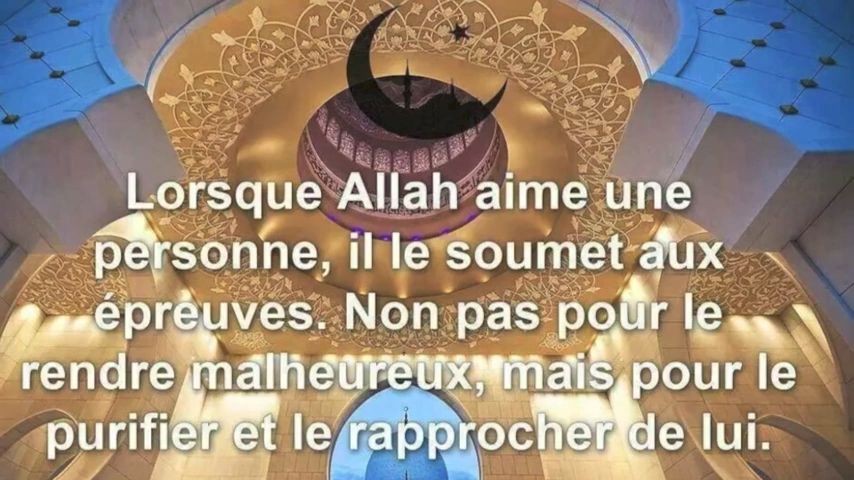 Lorsque Allah aime une
personne, il le soumet aux
épreuves. Non pas pour le
rendre malheureux, mais pour le
purifier et le rapprocher de lui.